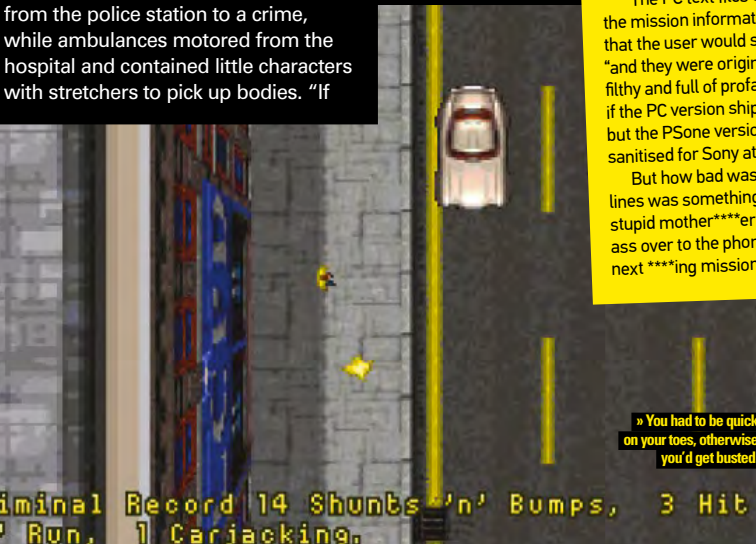 from the police station to a crime,
while ambulances motored from the
hospital and contained little characters
with stretchers to pick up bodies. “If
the mission informat
that the user would s
“and they were origin
filthy and full of profa
if the PC version ship
but the PSone versio
sanitised for Sony at
But how bad was
lines was something
stupid mother****er
ass over to the phon
next ****ing mission
» You had to be quick
on your toes, otherwise
you’d get busted
iminal Record 14 Shunts 'n' Bumps, 3 Hit
' Run, 1 Carjacking.